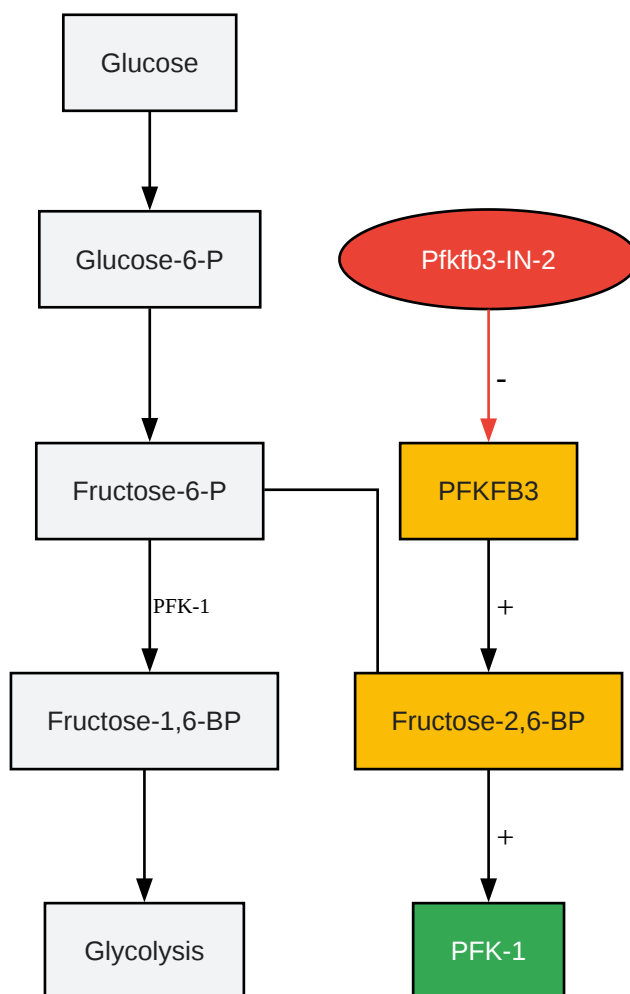 Glucose
Glucose-6-P
Pfkfb3-IN-2
-
Fructose-6-P
PFKFB3
PFK-1
+
Fructose-1,6-BP
Fructose-2,6-BP
+
Glycolysis
PFK-1